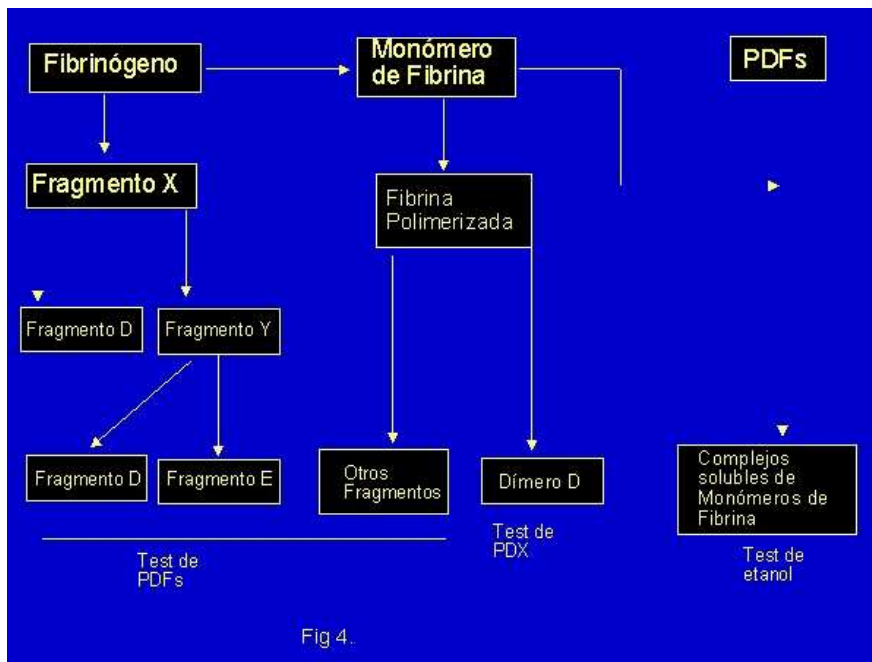 Fibrinógeno
Monómero
de Fibrina
PDFs
Fragmento X
Fibrina
Polimerizada
Fragmento D
Fragmento Y
Fragmento D
Fragmento E
Otros
Fragmentos
Dímero D
Complejos
solubles de
Monómeros de
Fibrina
Test de
PDFs
Test de
PDX
Test de
etanol
Fig 4.